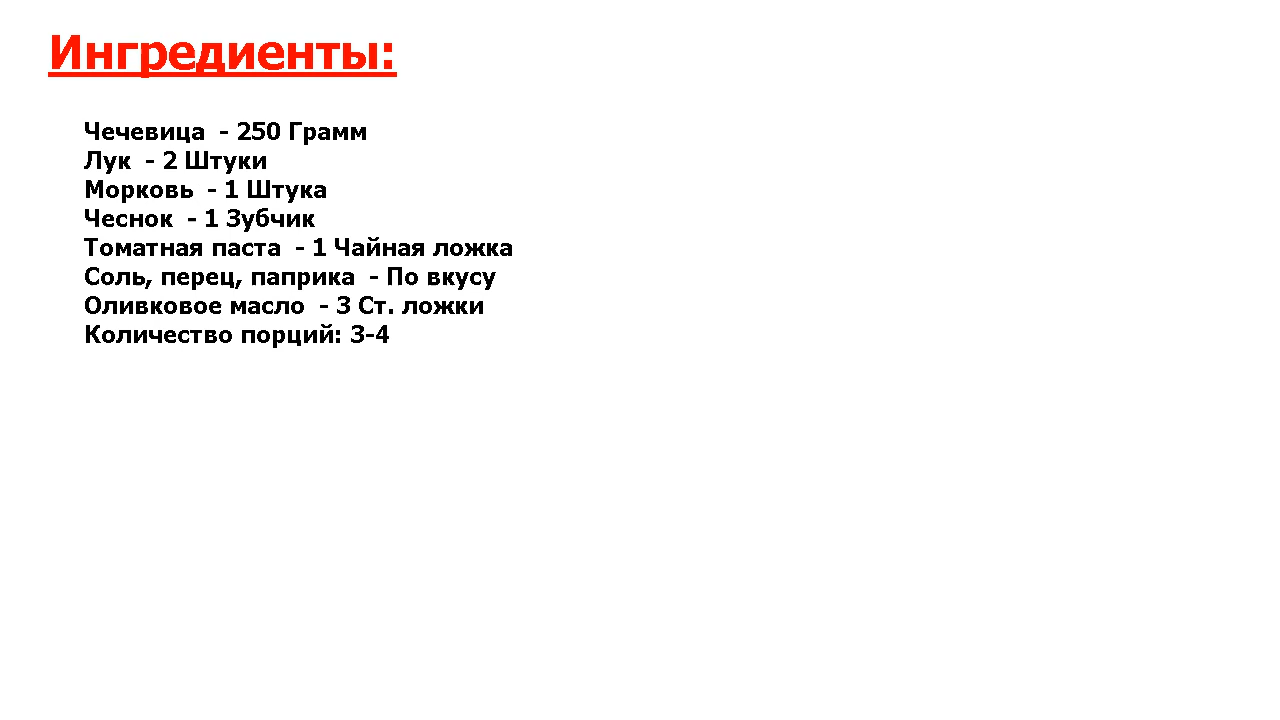 Ингредиенты:
Чечевица  - 250 Грамм
Лук  - 2 Штуки
Морковь  - 1 Штука
Чеснок  - 1 Зубчик
Томатная паста  - 1 Чайная ложка
Соль, перец, паприка  - По вкусу
Оливковое масло  - 3 Ст. ложки
Количество порций: 3-4